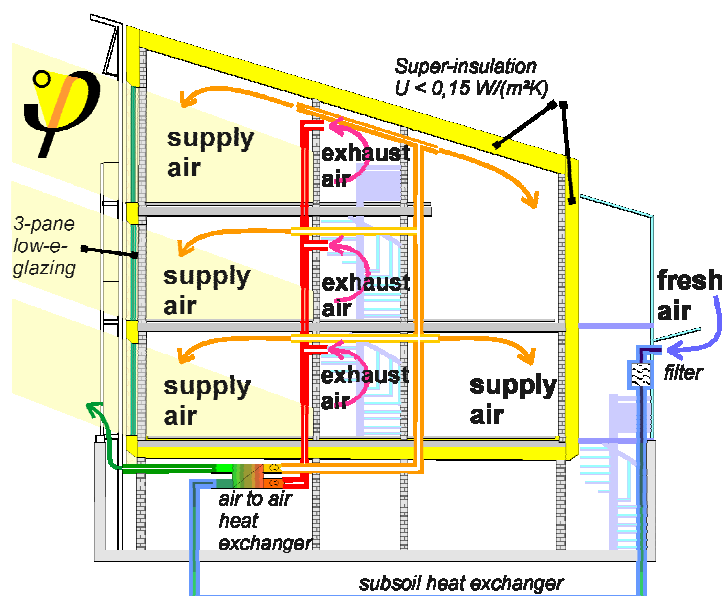 Super-insulation
U < 0,15 W/(m²K)
supply
air
exhaust
air
3-pane
low-e-
glazing
supply
air
exhaust
air
fresh
air
supply
air
exhaust
air
supply
air
filter
air to air
heat
exchanger
subsoil heat exchanger